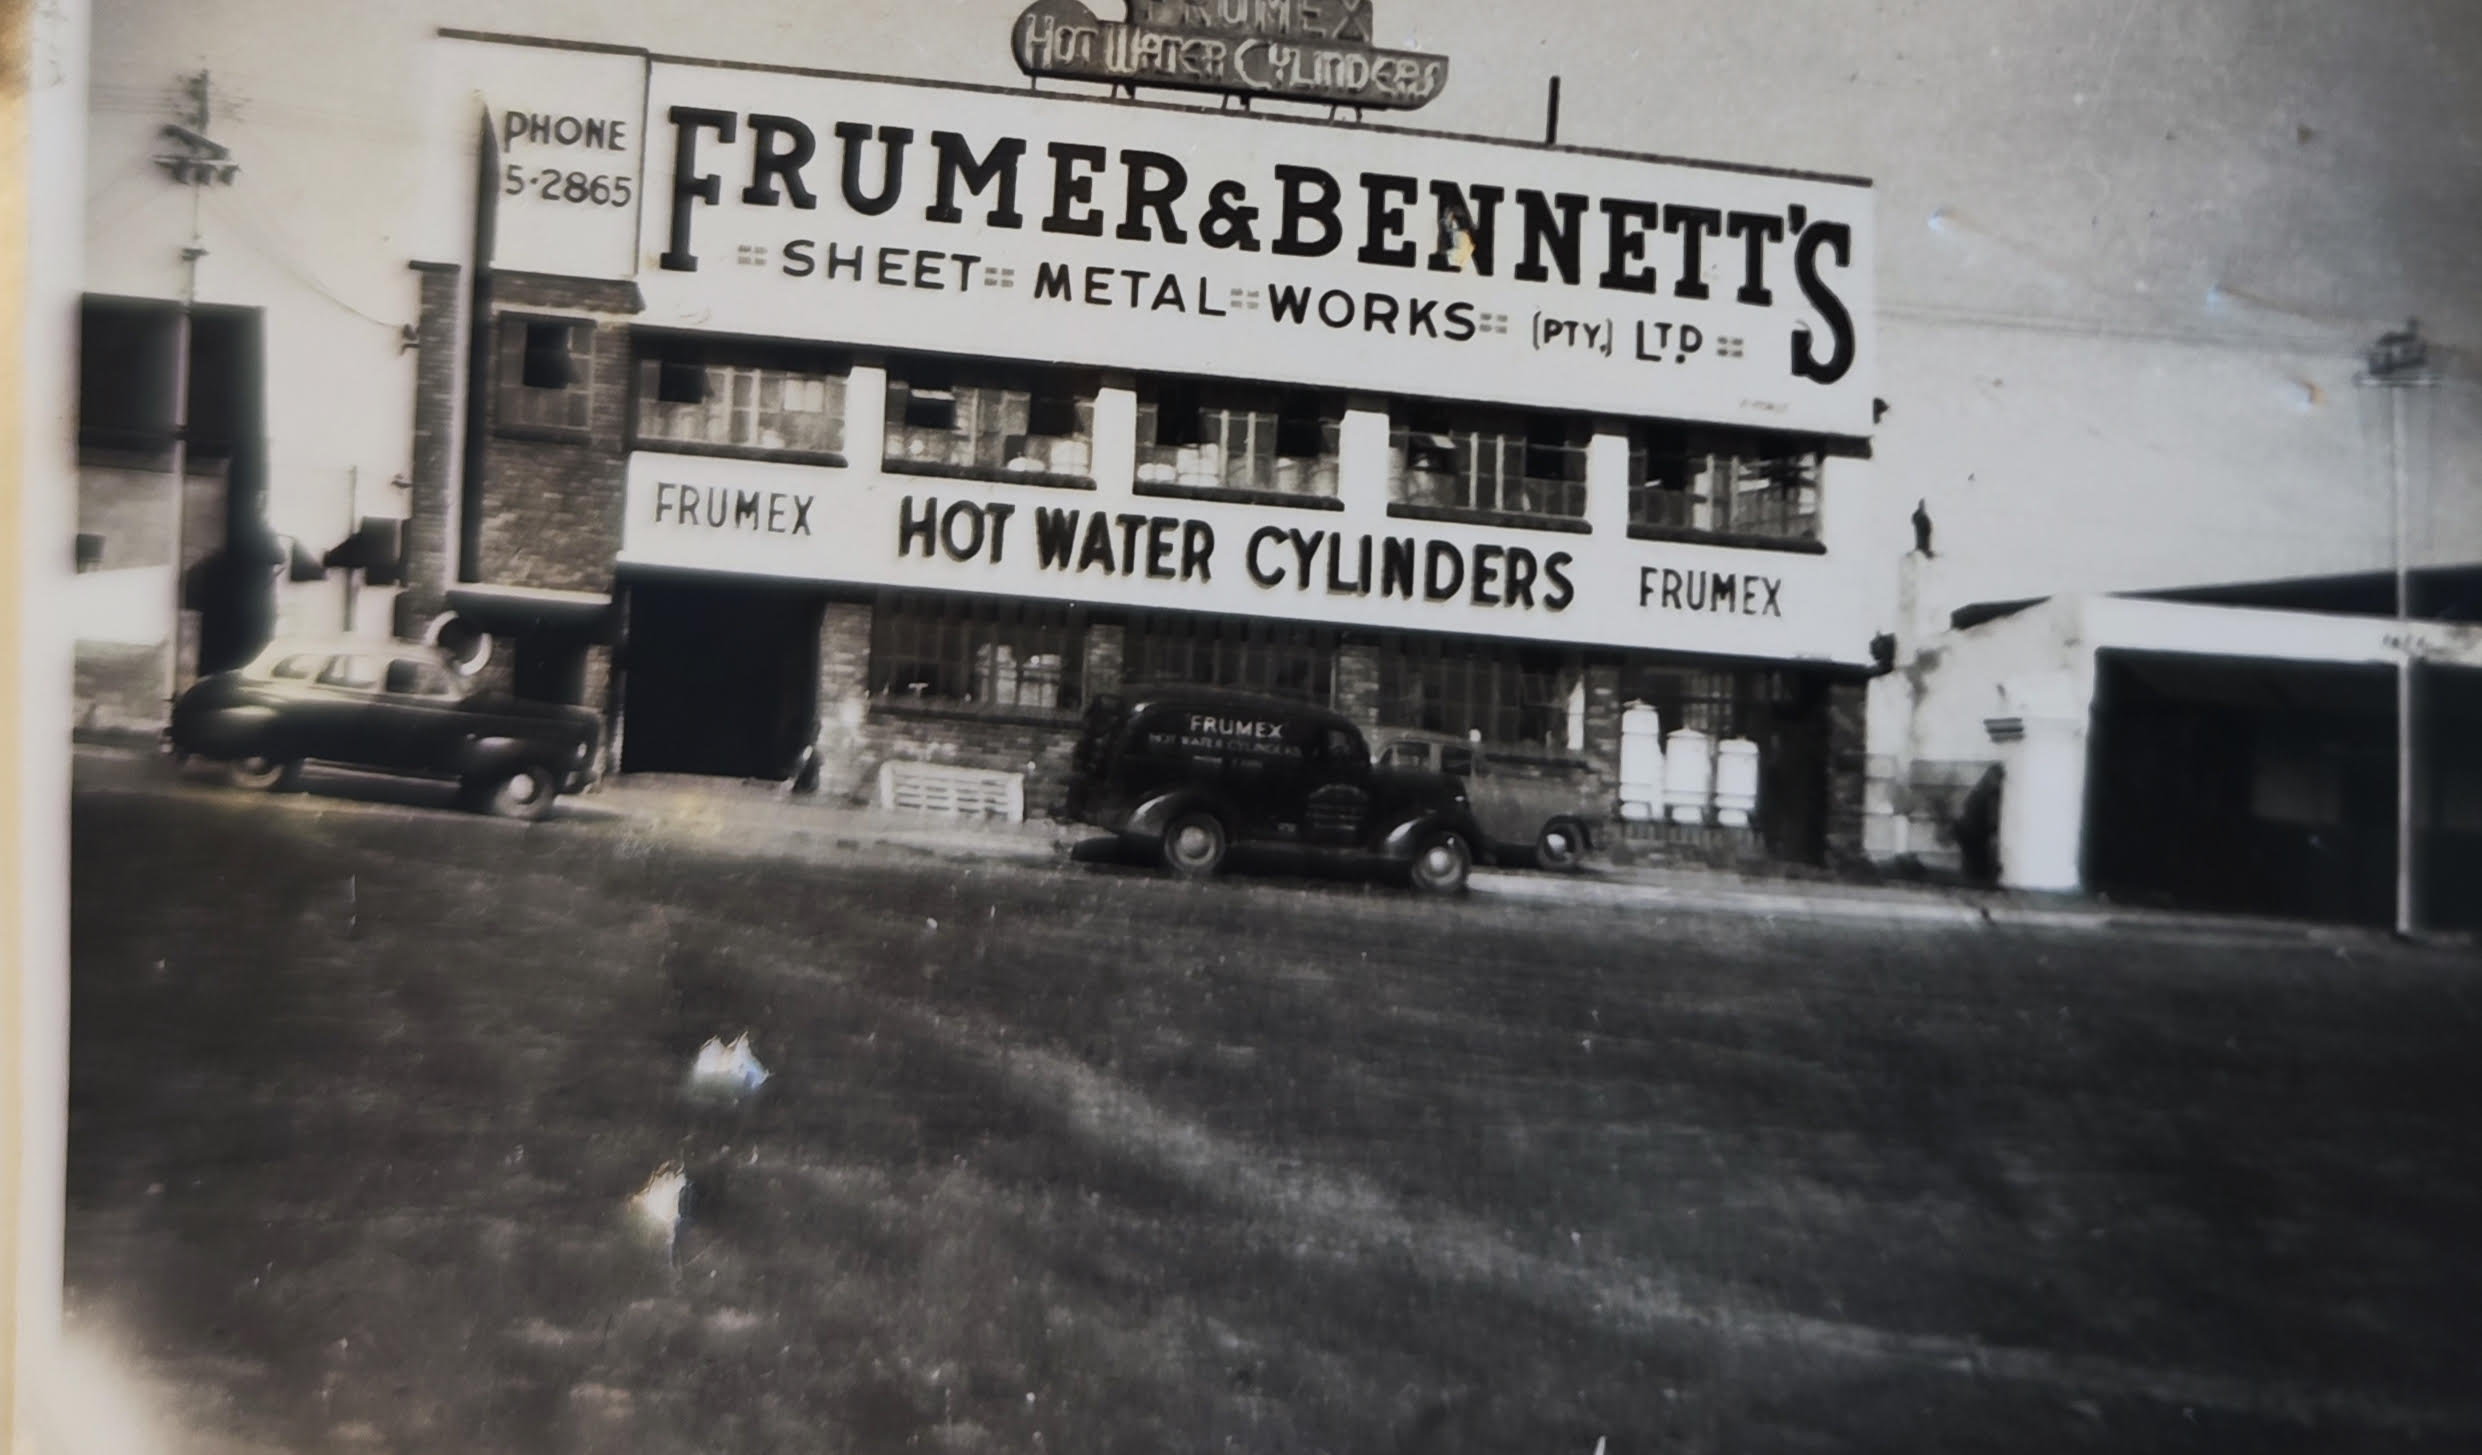 FRUMEX
HOT WATER CYLINDERS
PHONE
5·2865
FRUMER & BENNETT'S
:: SHEET :: METAL :: WORKS :: (PTY.) LTD ::
FRUMEX HOT WATER CYLINDERS FRUMEX
FRUMEX
HOT WATER CYLINDERS